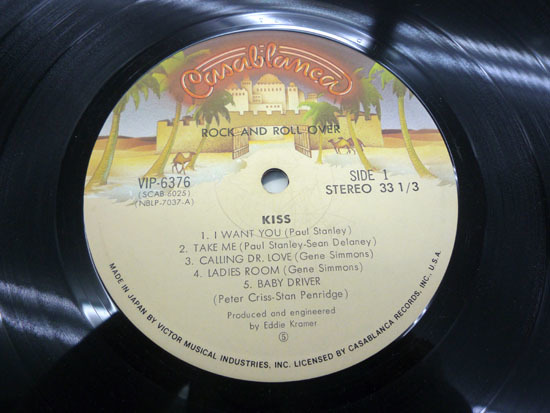 Casablanca
ROCK AND ROLL OVER
VIP-6376
(SCAB-6025)
(NBLP-7037-A)
SIDE 1
STEREO 33 1/3
KISS
1. I WANT YOU (Paul Stanley)
2. TAKE ME (Paul Stanley-Sean Delaney)
3. CALLING DR. LOVE (Gene Simmons)
4. LADIES ROOM (Gene Simmons)
5. BABY DRIVER
(Peter Criss-Stan Penridge)
Produced and engineered
by Eddie Kramer
S
MADE IN JAPAN BY VICTOR MUSICAL INDUSTRIES, INC. LICENSED BY CASABLANCA RECORDS, INC., U.S.A.